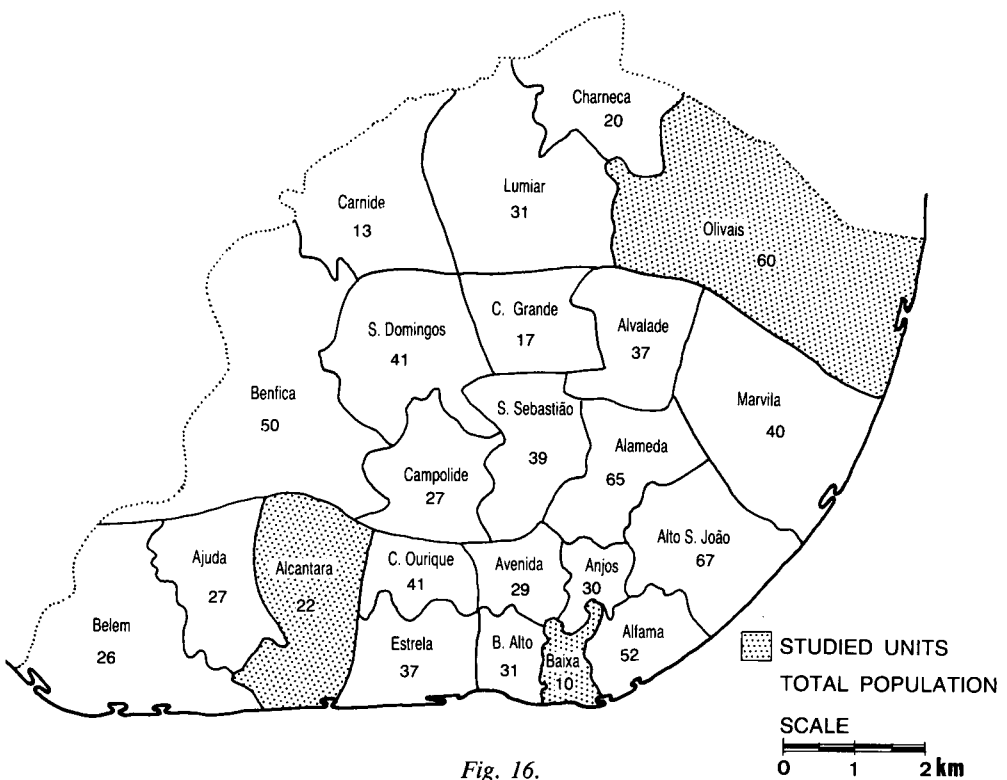 Charneca
20
Lumiar
31
Carnide
13
Olivais
60
C. Grande
17
Alvalade
37
S. Domingos
41
Benfica
50
S. Sebastião
39
Marvila
40
Alameda
65
Campolide
27
Alto S. João
67
Ajuda
27
Alcantara
22
C. Ourique
41
Avenida
29
Anjos
30
Belem
26
Estrela
37
B. Alto
31
Baixa
10
Alfama
52
STUDIED UNITS
TOTAL POPULATION
SCALE
0 1 2 km
Fig. 16.